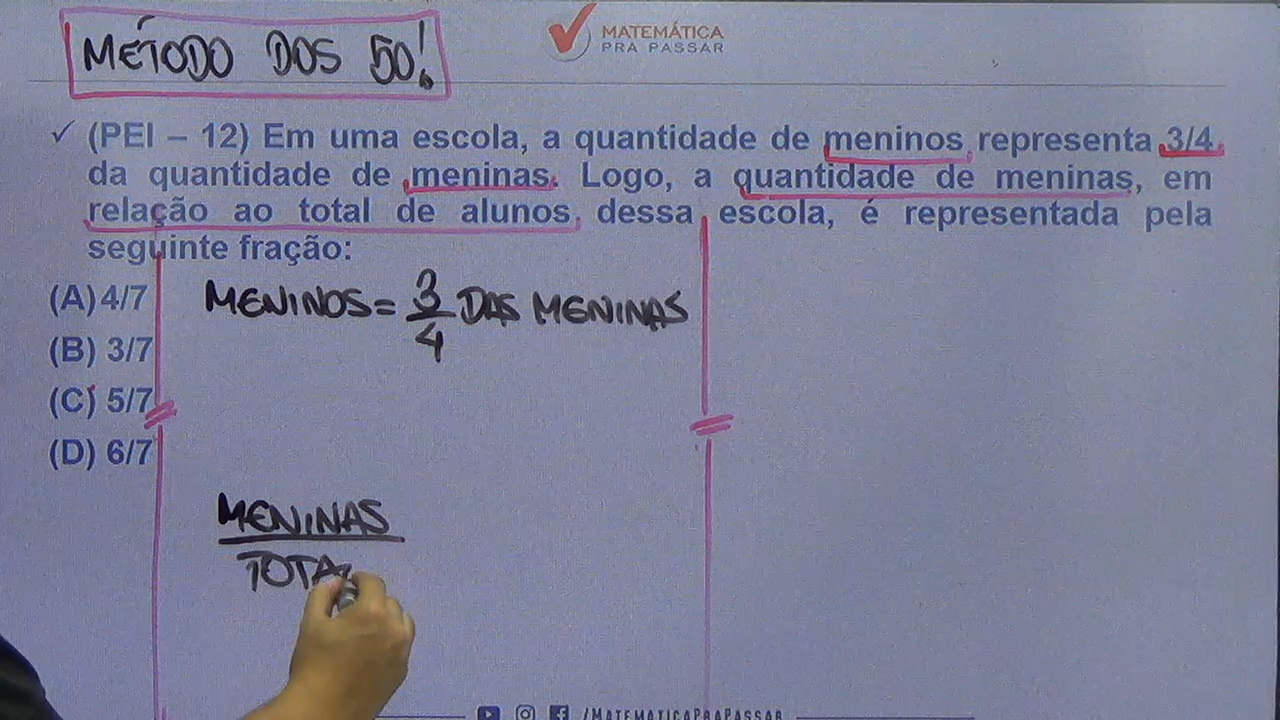 MÉTODO DOS 50!
MATEMÁTICA
PRA PASSAR
✓ (PEI – 12) Em uma escola, a quantidade de meninos representa 3/4
da quantidade de meninas. Logo, a quantidade de meninas, em
relação ao total de alunos, dessa escola, é representada pela
seguinte fração:
(A) 4/7
(B) 3/7
(C) 5/7
(D) 6/7
MENINOS = 3/4 DAS MENINAS
MENINAS
TOTA
/MATEMATICAPRAPASSAR